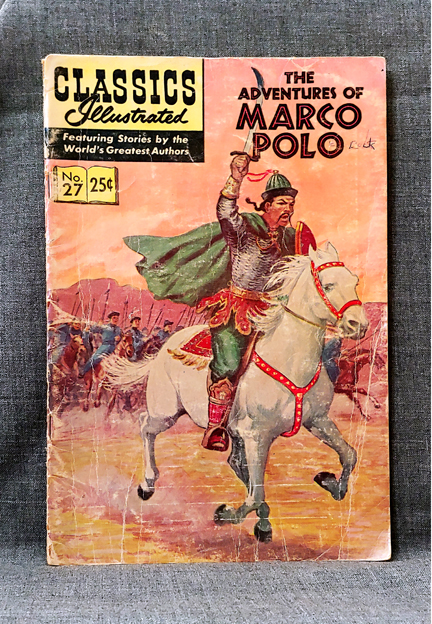 CLASSICS
Illustrated
Featuring Stories by the
World's Greatest Authors
No. 27
25¢
THE
ADVENTURES OF
MARCO
POLO